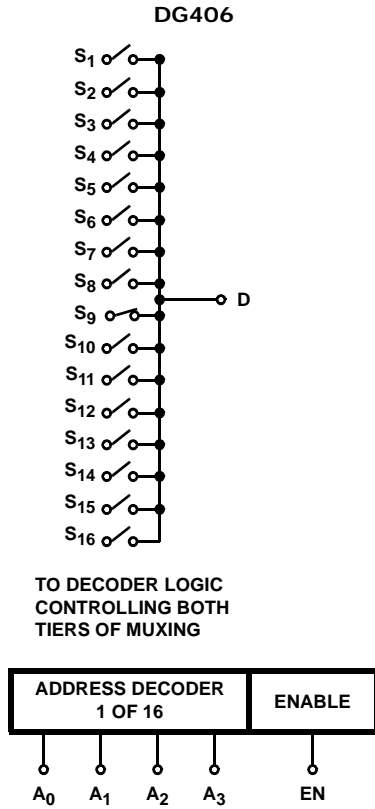 DG406
S1
S2
S3
S4
S5
S6
S7
S8
D
S9
S10
S11
S12
S13
S14
S15
S16
TO DECODER LOGIC
CONTROLLING BOTH
TIERS OF MUXING
ADDRESS DECODER
1 OF 16
ENABLE
A0 A1 A2 A3 EN